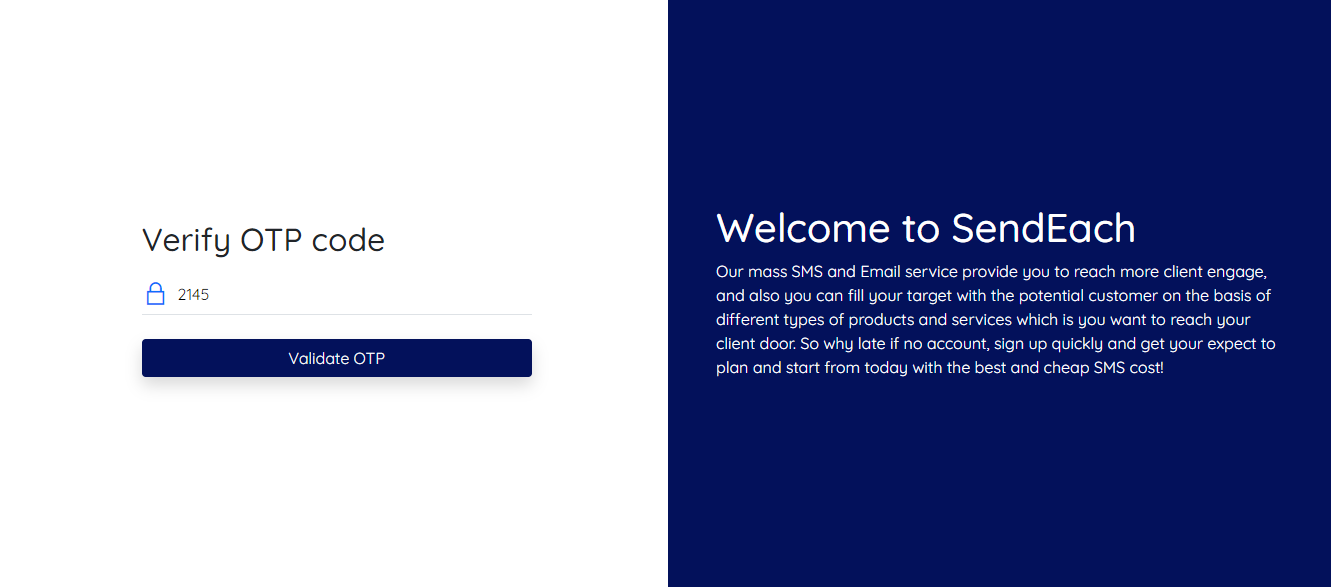 Verify OTP code
2145
Validate OTP
Welcome to SendEach
Our mass SMS and Email service provide you to reach more client engage,
and also you can fill your target with the potential customer on the basis of
different types of products and services which is you want to reach your
client door. So why late if no account, sign up quickly and get your expect to
plan and start from today with the best and cheap SMS cost!